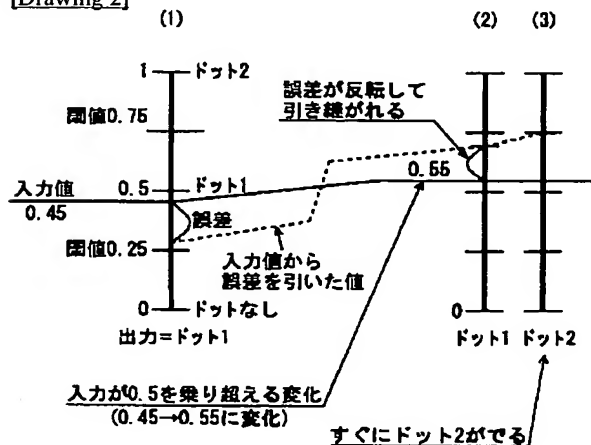 [Drawing 2]
(1) (2) (3)
1 ドット2
誤差が反転して
引き継がれる
閾値0.75
入力値 0.5 ドット1
0.55
0.45
誤差
閾値0.25
入力値から
誤差を引いた値
0 ドットなし
0
出力=ドット1
ドット1 ドット2
入力が0.5を乗り超える変化
(0.45→0.55に変化)
すぐにドット2がでる